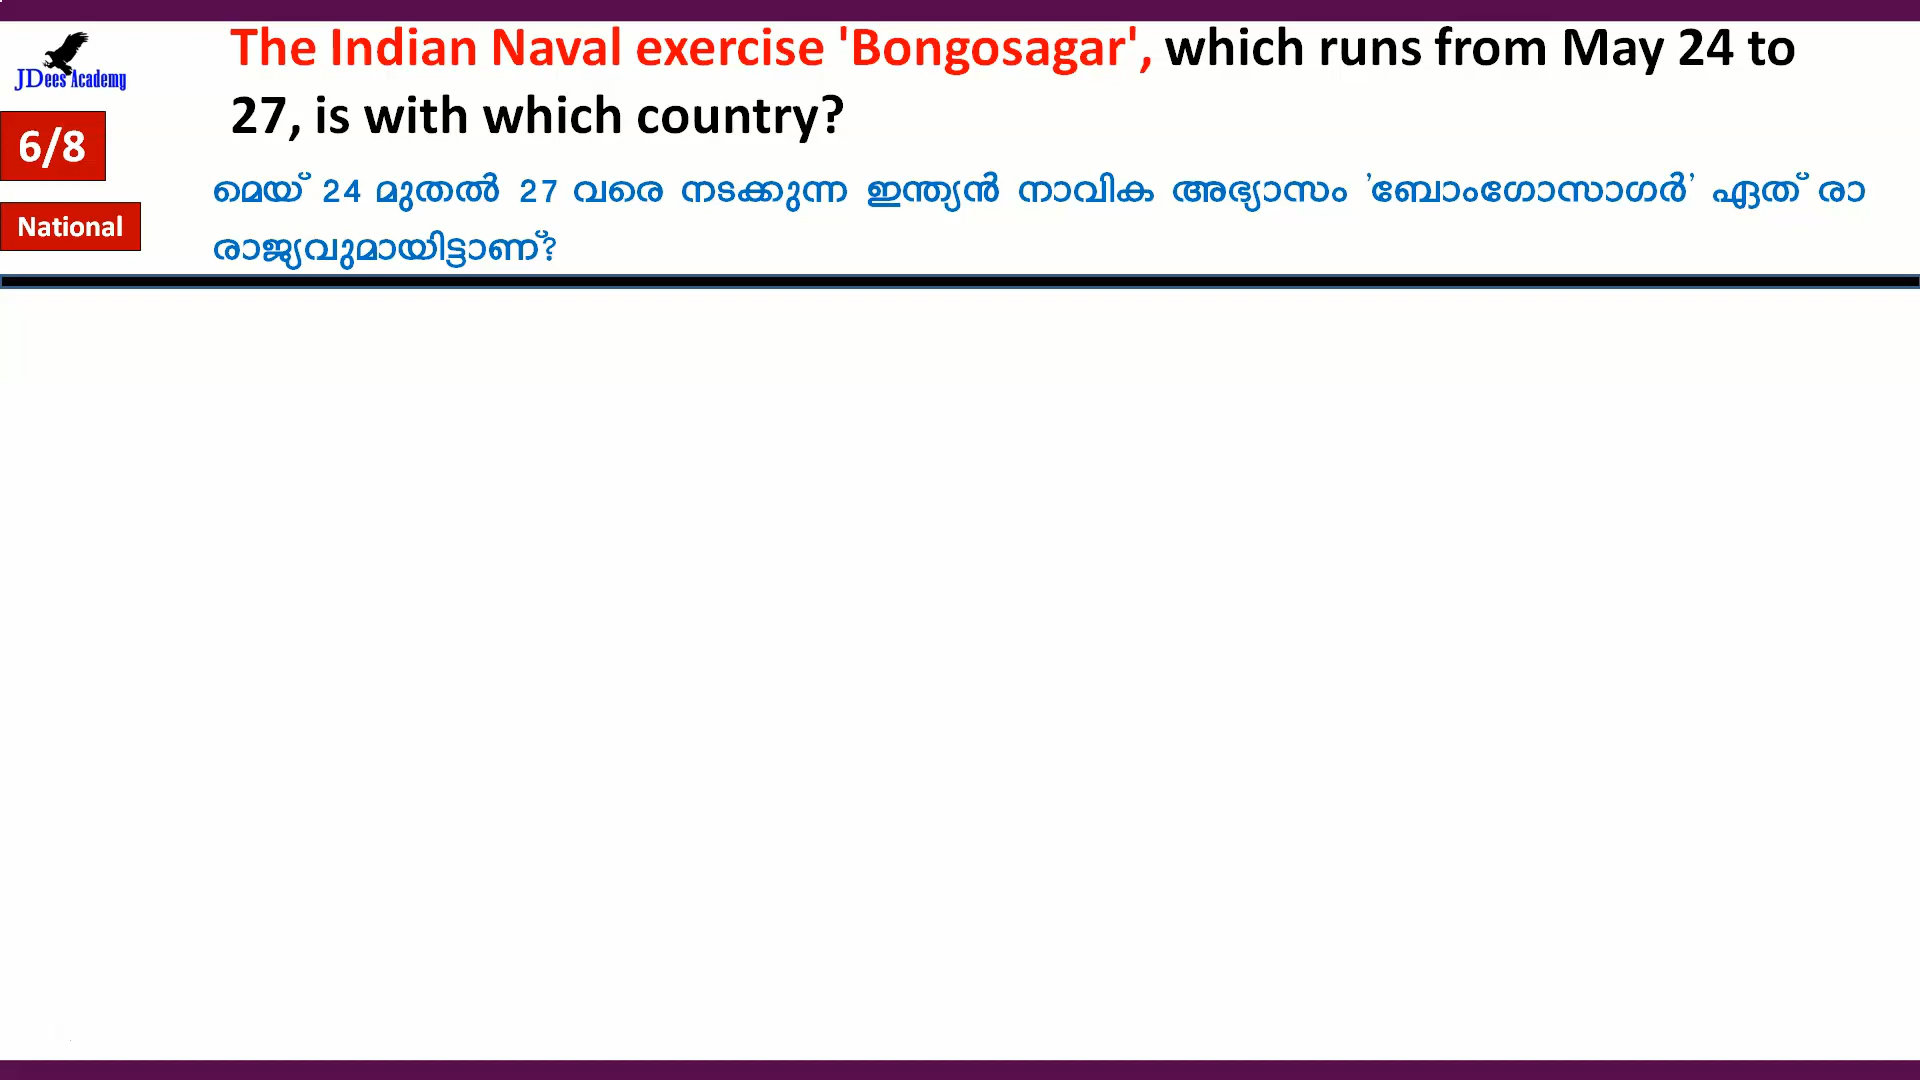 The Indian Naval exercise 'Bongosagar', which runs from May 24 to
27, is with which country?
JDees Academy
6/8
മെയ് 24 മുതൽ 27 വരെ നടക്കുന്ന ഇന്ത്യൻ നാവിക അഭ്യാസം 'ബോംഗോസാഗർ' ഏത് രാ
രാജ്യവുമായിട്ടാണ്?
National